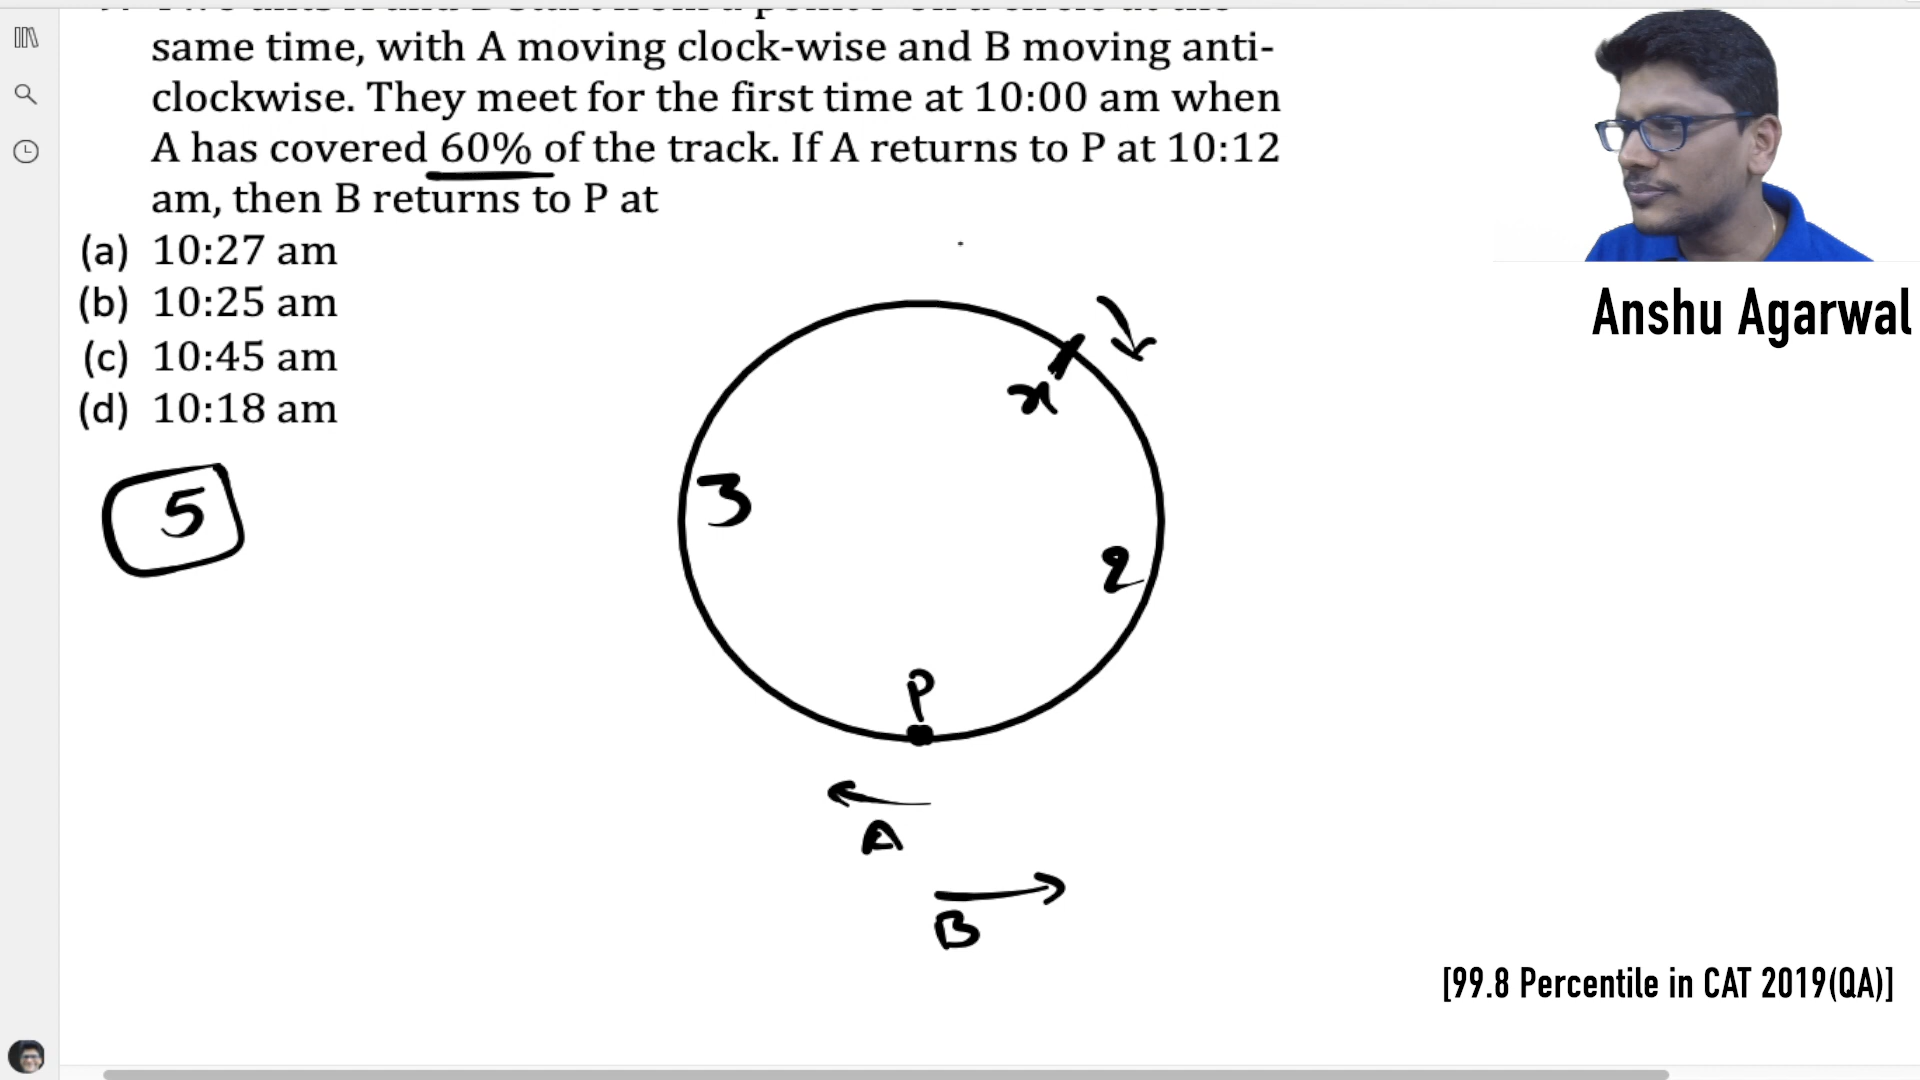 same time, with A moving clock-wise and B moving anti-
clockwise. They meet for the first time at 10:00 am when
A has covered 60% of the track. If A returns to P at 10:12
am, then B returns to P at
(a) 10:27 am
(b) 10:25 am
(c) 10:45 am
(d) 10:18 am
Anshu Agarwal
x
3
5
2
P
A
B
[99.8 Percentile in CAT 2019(QA)]